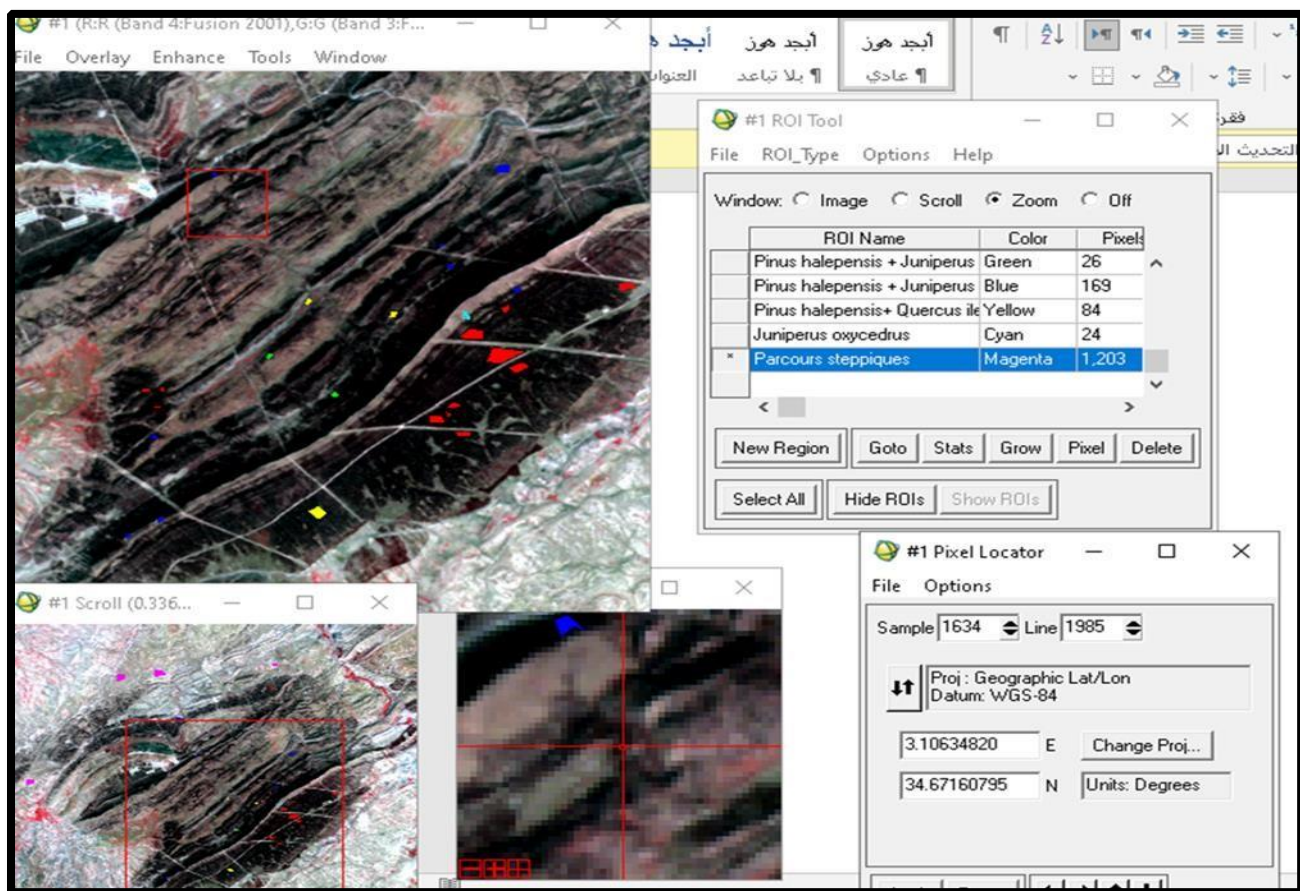 #1 (R:R (Band 4:Fusion 2001),G:G (Band 3:F...
File Overlay Enhance Tools Window
أبجد هوز
أبجد هوز
أبجد
¶ عادي
¶ بلا تباعد
العنوان
التحديث
#1 ROI Tool
File ROI_Type Options Help
Window: Image Scroll Zoom Off
ROI Name Color Pixels
Pinus halepensis + Juniperus Green 26
Pinus halepensis + Juniperus Blue 169
Pinus halepensis+ Quercus ile Yellow 84
Juniperus oxycedrus Cyan 24
* Parcours steppiques Magenta 1,203
New Region Goto Stats Grow Pixel Delete
Select All Hide ROIs Show ROIs
#1 Pixel Locator
File Options
Sample 1634 Line 1985
Proj : Geographic Lat/Lon
Datum: WGS-84
3.10634820 E Change Proj...
34.67160795 N Units: Degrees
#1 Scroll (0.336...